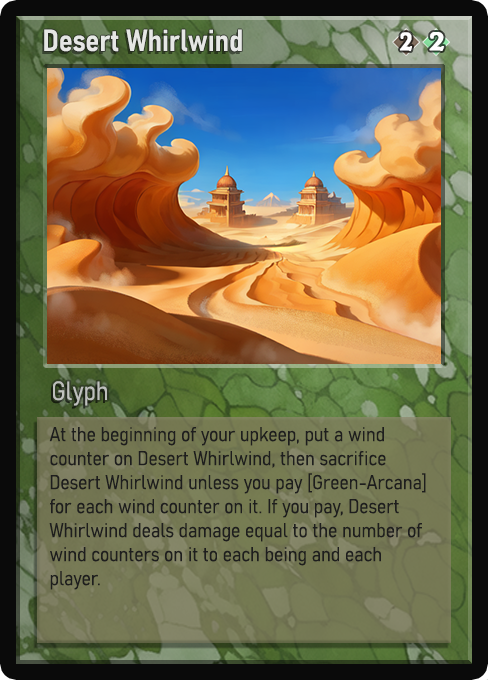 Desert Whirlwind 2 2
Glyph
At the beginning of your upkeep, put a wind
counter on Desert Whirlwind, then sacrifice
Desert Whirlwind unless you pay [Green-Arcana]
for each wind counter on it. If you pay, Desert
Whirlwind deals damage equal to the number of
wind counters on it to each being and each
player.